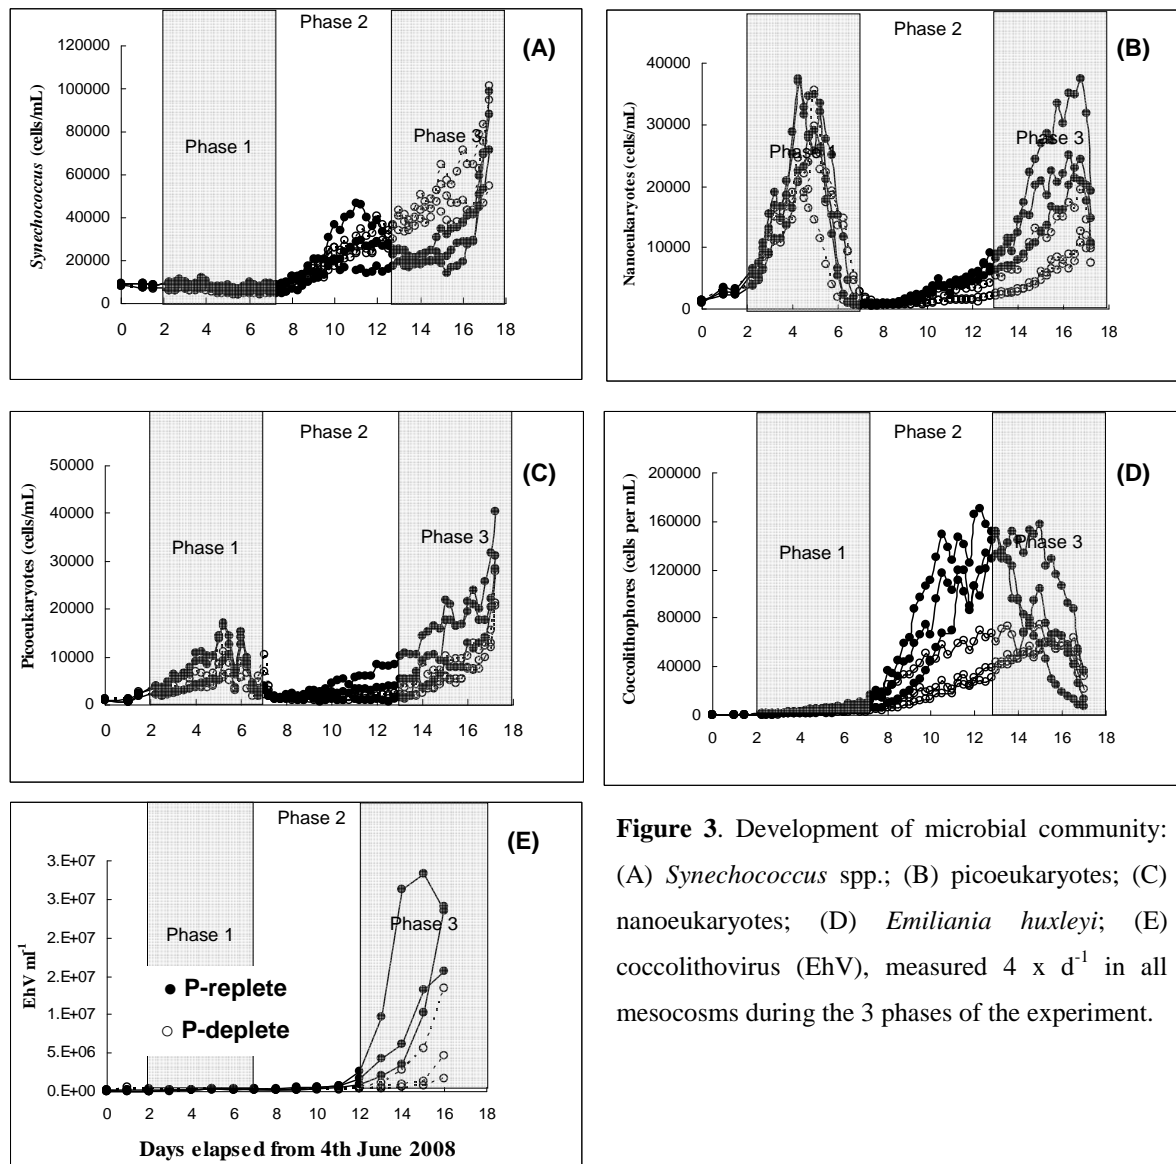 Phase 2
(A)
120000
100000
80000
60000
40000
20000
0
Synechococcus (cells/mL)
Phase 1
Phase 3
0 2 4 6 8 10 12 14 16 18
Phase 2
(B)
40000
30000
20000
10000
0
Nanoeukaryotes (cells/mL)
Phase 1
Phase 3
0 2 4 6 8 10 12 14 16 18
Phase 2
(C)
50000
40000
30000
20000
10000
0
Picoeukaryotes (cells/mL)
Phase 1
Phase 3
0 2 4 6 8 10 12 14 16 18
Phase 2
(D)
200000
160000
120000
80000
40000
0
Coccolithophores (cells per mL)
Phase 1
Phase 3
0 2 4 6 8 10 12 14 16 18
Phase 2
(E)
3.E+07
3.E+07
2.E+07
2.E+07
1.E+07
5.E+06
0.E+00
EhV ml-1
Phase 1
Phase 3
P-replete
P-deplete
0 2 4 6 8 10 12 14 16 18
Days elapsed from 4th June 2008
Figure 3. Development of microbial community:
(A) Synechococcus spp.; (B) picoeukaryotes; (C)
nanoeukaryotes; (D) Emiliania huxleyi; (E)
coccolithovirus (EhV), measured 4 x d-1 in all
mesocosms during the 3 phases of the experiment.